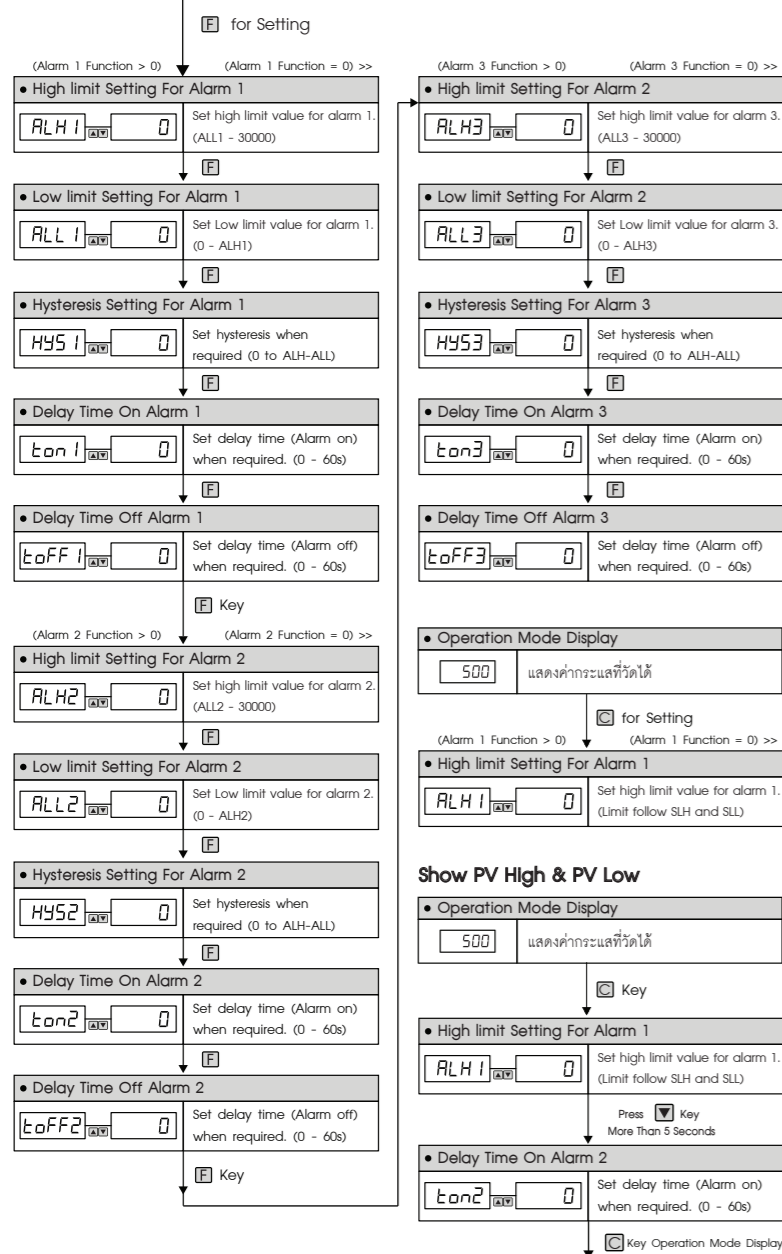 F for Setting
(Alarm 1 Function > 0) (Alarm 1 Function = 0) >>
• High limit Setting For Alarm 1
ALH1 0
Set high limit value for alarm 1.
(ALL1 - 30000)
F
• Low limit Setting For Alarm 1
ALL1 0
Set Low limit value for alarm 1.
(0 - ALH1)
F
• Hysteresis Setting For Alarm 1
HYS1 0
Set hysteresis when
required (0 to ALH-ALL)
F
• Delay Time On Alarm 1
ton1 0
Set delay time (Alarm on)
when required. (0 - 60s)
F
• Delay Time Off Alarm 1
toFF1 0
Set delay time (Alarm off)
when required. (0 - 60s)
F Key
(Alarm 2 Function > 0) (Alarm 2 Function = 0) >>
• High limit Setting For Alarm 2
ALH2 0
Set high limit value for alarm 2.
(ALL2 - 30000)
F
• Low limit Setting For Alarm 2
ALL2 0
Set Low limit value for alarm 2.
(0 - ALH2)
F
• Hysteresis Setting For Alarm 2
HYS2 0
Set hysteresis when
required (0 to ALH-ALL)
F
• Delay Time On Alarm 2
ton2 0
Set delay time (Alarm on)
when required. (0 - 60s)
F
• Delay Time Off Alarm 2
toFF2 0
Set delay time (Alarm off)
when required. (0 - 60s)
F Key
(Alarm 3 Function > 0) (Alarm 3 Function = 0) >>
• High limit Setting For Alarm 2
ALH3 0
Set high limit value for alarm 3.
(ALL3 - 30000)
F
• Low limit Setting For Alarm 2
ALL3 0
Set Low limit value for alarm 3.
(0 - ALH3)
F
• Hysteresis Setting For Alarm 3
HYS3 0
Set hysteresis when
required (0 to ALH-ALL)
F
• Delay Time On Alarm 3
ton3 0
Set delay time (Alarm on)
when required. (0 - 60s)
F
• Delay Time Off Alarm 3
toFF3 0
Set delay time (Alarm off)
when required. (0 - 60s)
• Operation Mode Display
500 แสดงค่ากระแสที่วัดได้
C for Setting
(Alarm 1 Function > 0) (Alarm 1 Function = 0) >>
• High limit Setting For Alarm 1
ALH1 0
Set high limit value for alarm 1.
(Limit follow SLH and SLL)
Show PV High & PV Low
• Operation Mode Display
500 แสดงค่ากระแสที่วัดได้
C Key
• High limit Setting For Alarm 1
ALH1 0
Set high limit value for alarm 1.
(Limit follow SLH and SLL)
Press ▼ Key
More Than 5 Seconds
• Delay Time On Alarm 2
ton2 0
Set delay time (Alarm on)
when required. (0 - 60s)
C Key Operation Mode Display